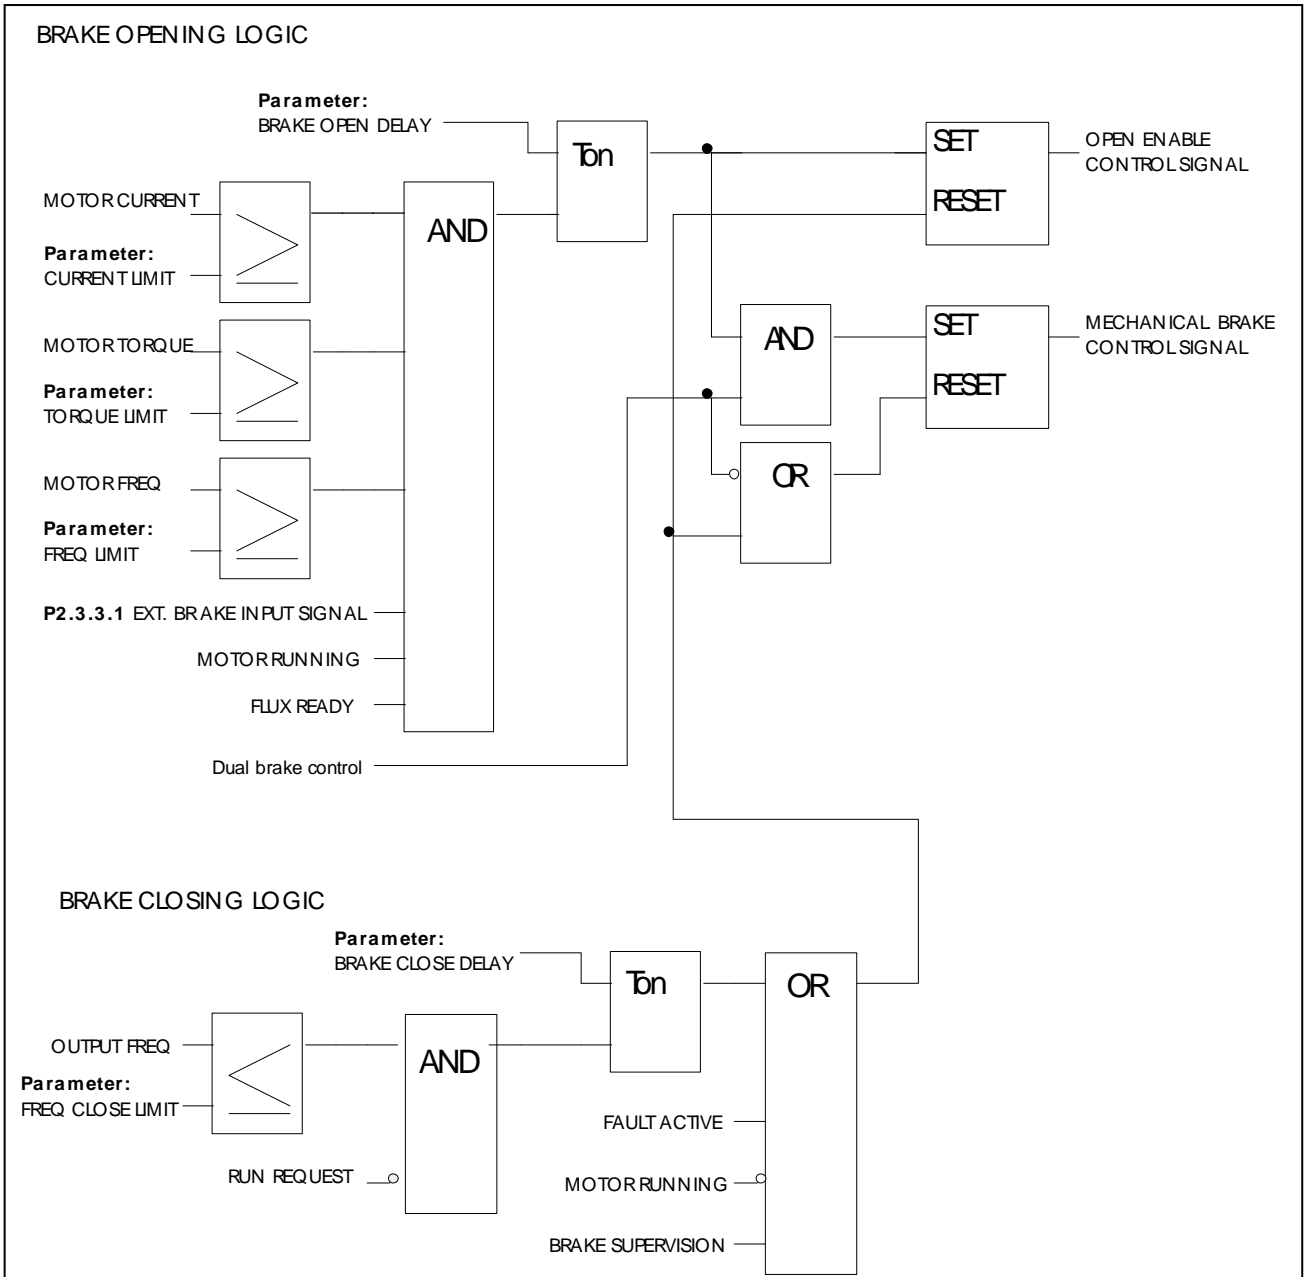 BRAKE OPENING LOGIC
Parameter:
BRAKE OPEN DELAY
Ton
SET
RESET
OPEN ENABLE
CONTROL SIGNAL
MOTOR CURRENT
Parameter:
CURRENT LIMIT
AND
MOTOR TORQUE
Parameter:
TORQUE LIMIT
AND
SET
RESET
MECHANICAL BRAKE
CONTROL SIGNAL
MOTOR FREQ
Parameter:
FREQ LIMIT
OR
P2.3.3.1 EXT. BRAKE INPUT SIGNAL
MOTOR RUNNING
FLUX READY
Dual brake control
BRAKE CLOSING LOGIC
Parameter:
BRAKE CLOSE DELAY
Ton
OR
OUTPUT FREQ
Parameter:
FREQ CLOSE LIMIT
AND
RUN REQUEST
FAULT ACTIVE
MOTOR RUNNING
BRAKE SUPERVISION